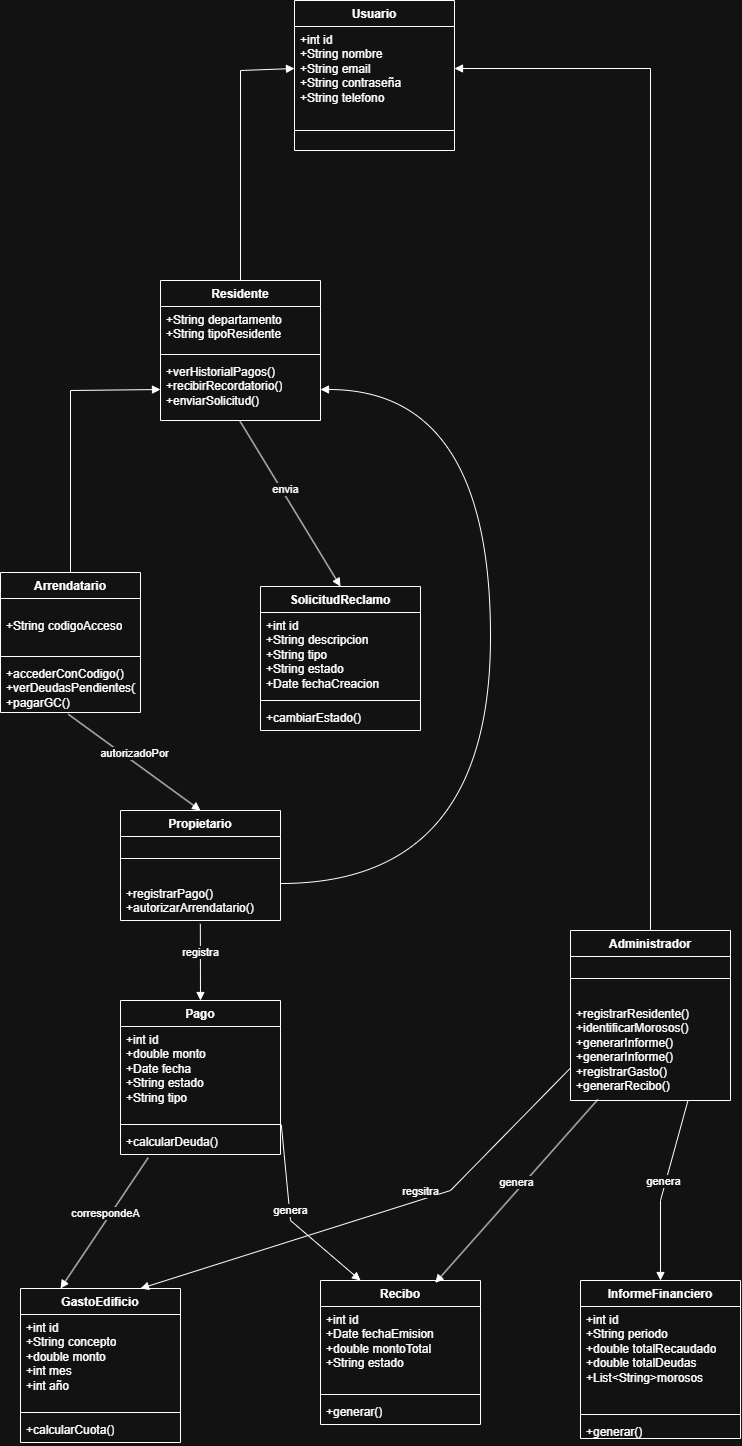 Usuario
+int id
+String nombre
+String email
+String contraseña
+String telefono
Residente
+String departamento
+String tipoResidente
+verHistorialPagos()
+recibirRecordatorio()
+enviarSolicitud()
envia
Arrendatario
+String codigoAcceso
+accederConCodigo()
+verDeudasPendientes(
+pagarGC()
SolicitudReclamo
+int id
+String descripcion
+String tipo
+String estado
+Date fechaCreacion
+cambiarEstado()
autorizadoPor
Propietario
+registrarPago()
+autorizarArrendatario()
registra
Administrador
+registrarResidente()
+identificarMorosos()
+generarInforme()
+generarInforme()
+registrarGasto()
+generarRecibo()
Pago
+int id
+double monto
+Date fecha
+String estado
+String tipo
+calcularDeuda()
correspondeA
genera
regsitra
genera
genera
GastoEdificio
+int id
+String concepto
+double monto
+int mes
+int año
+calcularCuota()
Recibo
+int id
+Date fechaEmision
+double montoTotal
+String estado
+generar()
InformeFinanciero
+int id
+String periodo
+double totalRecaudado
+double totalDeudas
+List<String>morosos
+generar()